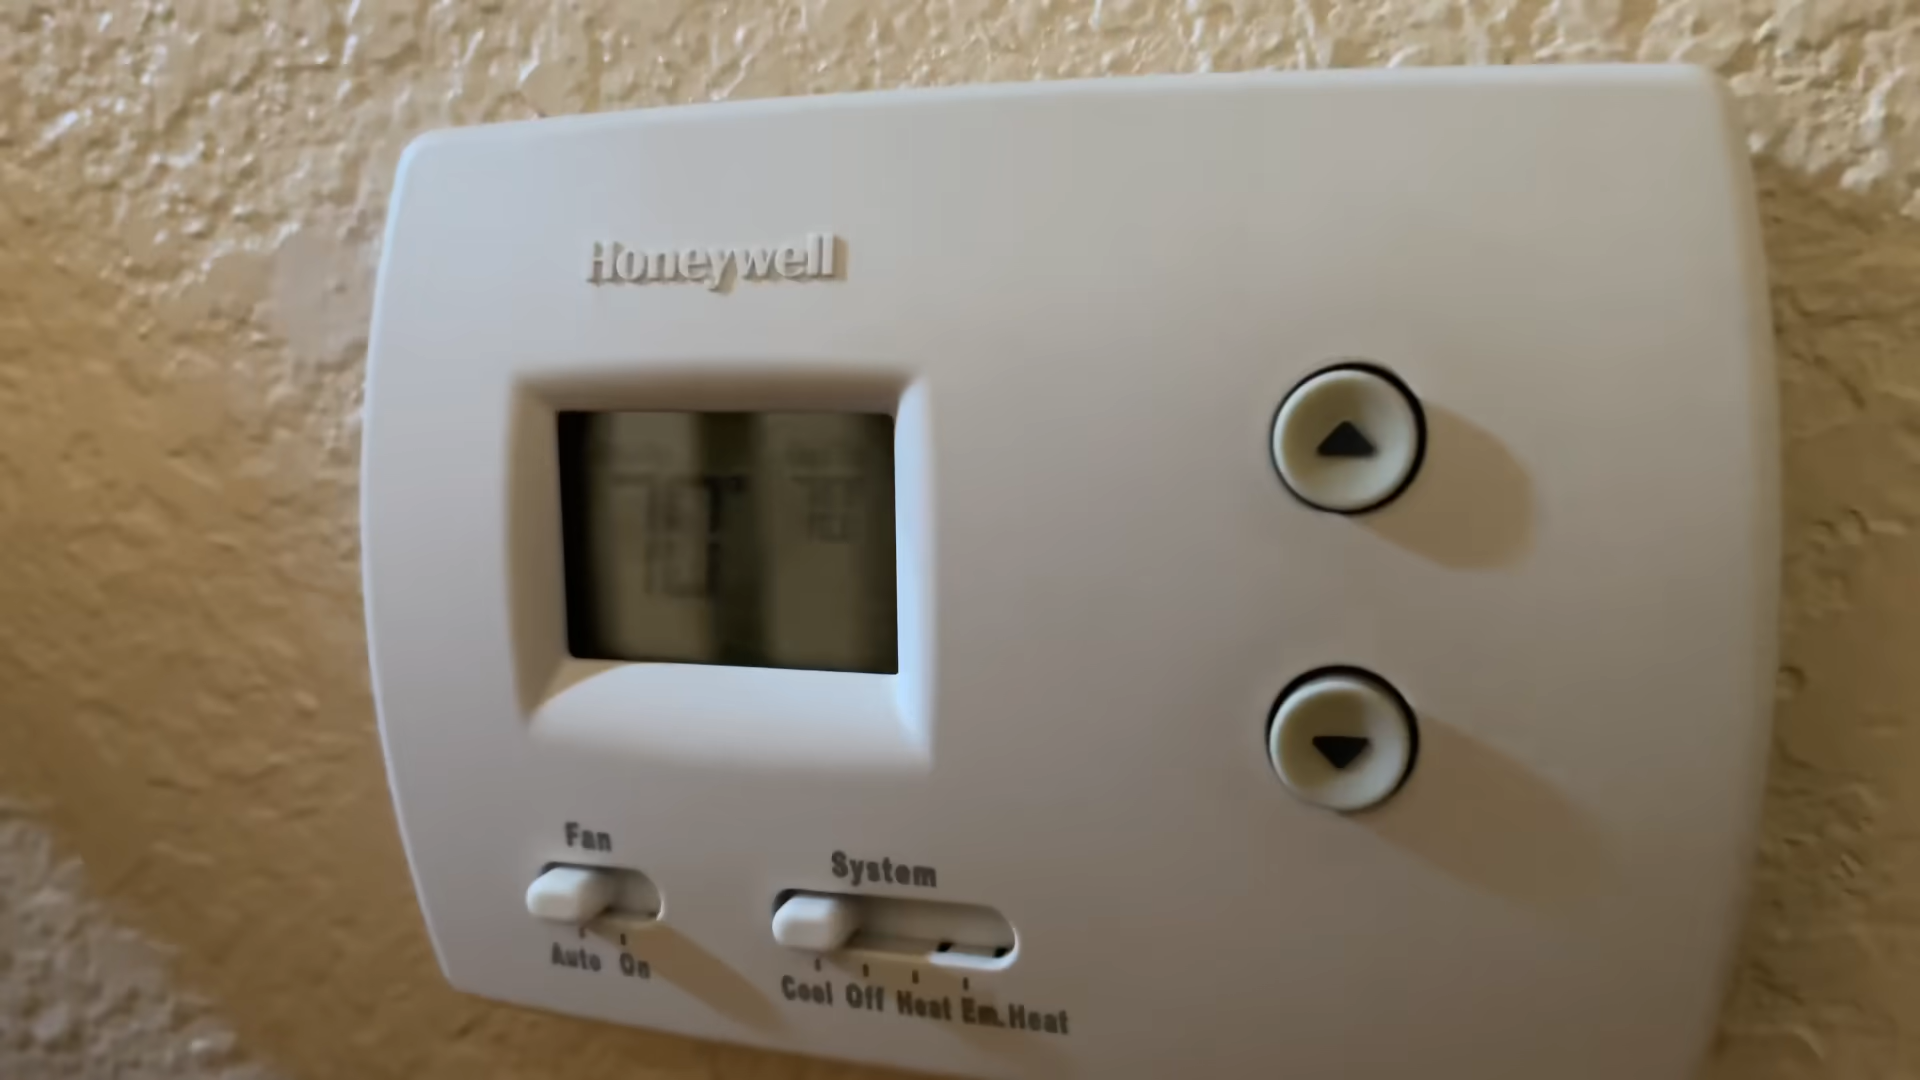 Honeywell
Fan
Auto On
System
Cool Off Heat Em.Heat